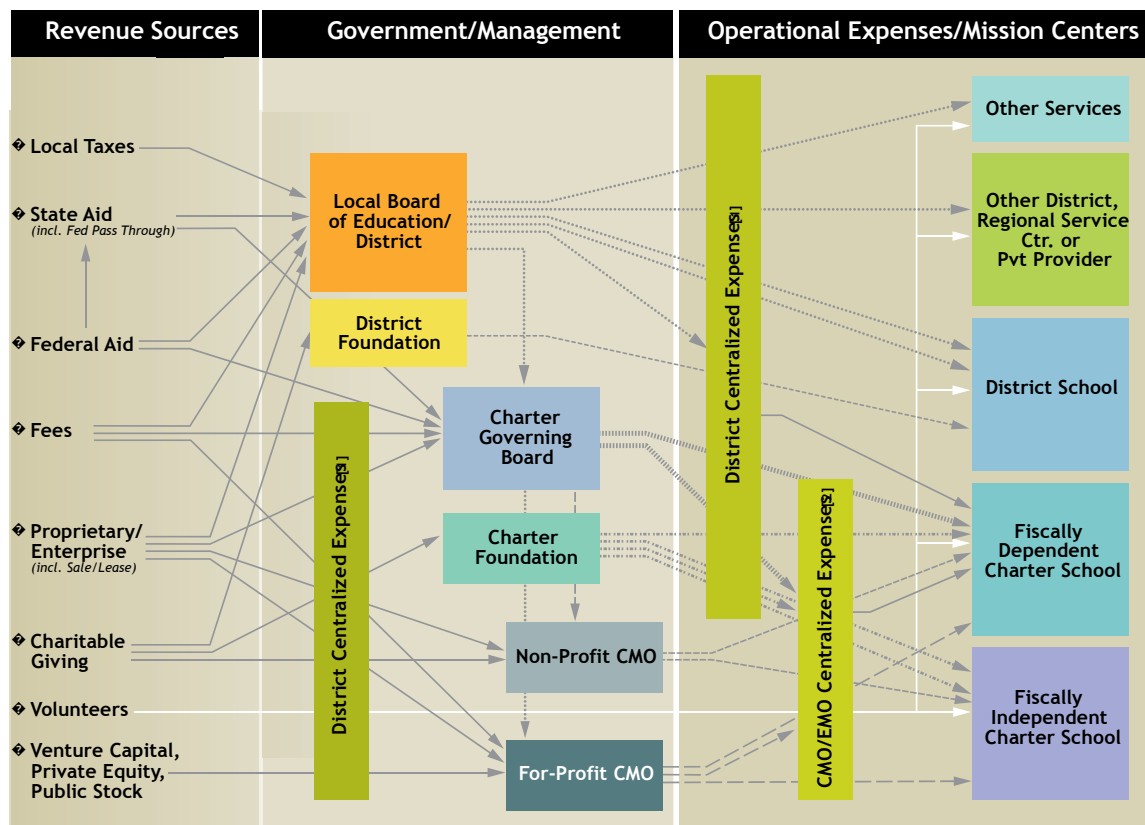 Revenue Sources
Government/Management
Operational Expenses/Mission Centers
� Local Taxes
� State Aid
(incl. Fed Pass Through)
� Federal Aid
� Fees
� Proprietary/
Enterprise
(incl. Sale/Lease)
� Charitable
Giving
� Volunteers
� Venture Capital,
Private Equity,
Public Stock
Local Board
of Education/
District
District
Foundation
Charter
Governing
Board
Charter
Foundation
Non-Profit CMO
For-Profit CMO
District Centralized Expenses
District Centralized Expenses
CMO/EMO Centralized Expenses
Other Services
Other District,
Regional Service
Ctr. or
Pvt Provider
District School
Fiscally
Dependent
Charter School
Fiscally
Independent
Charter School